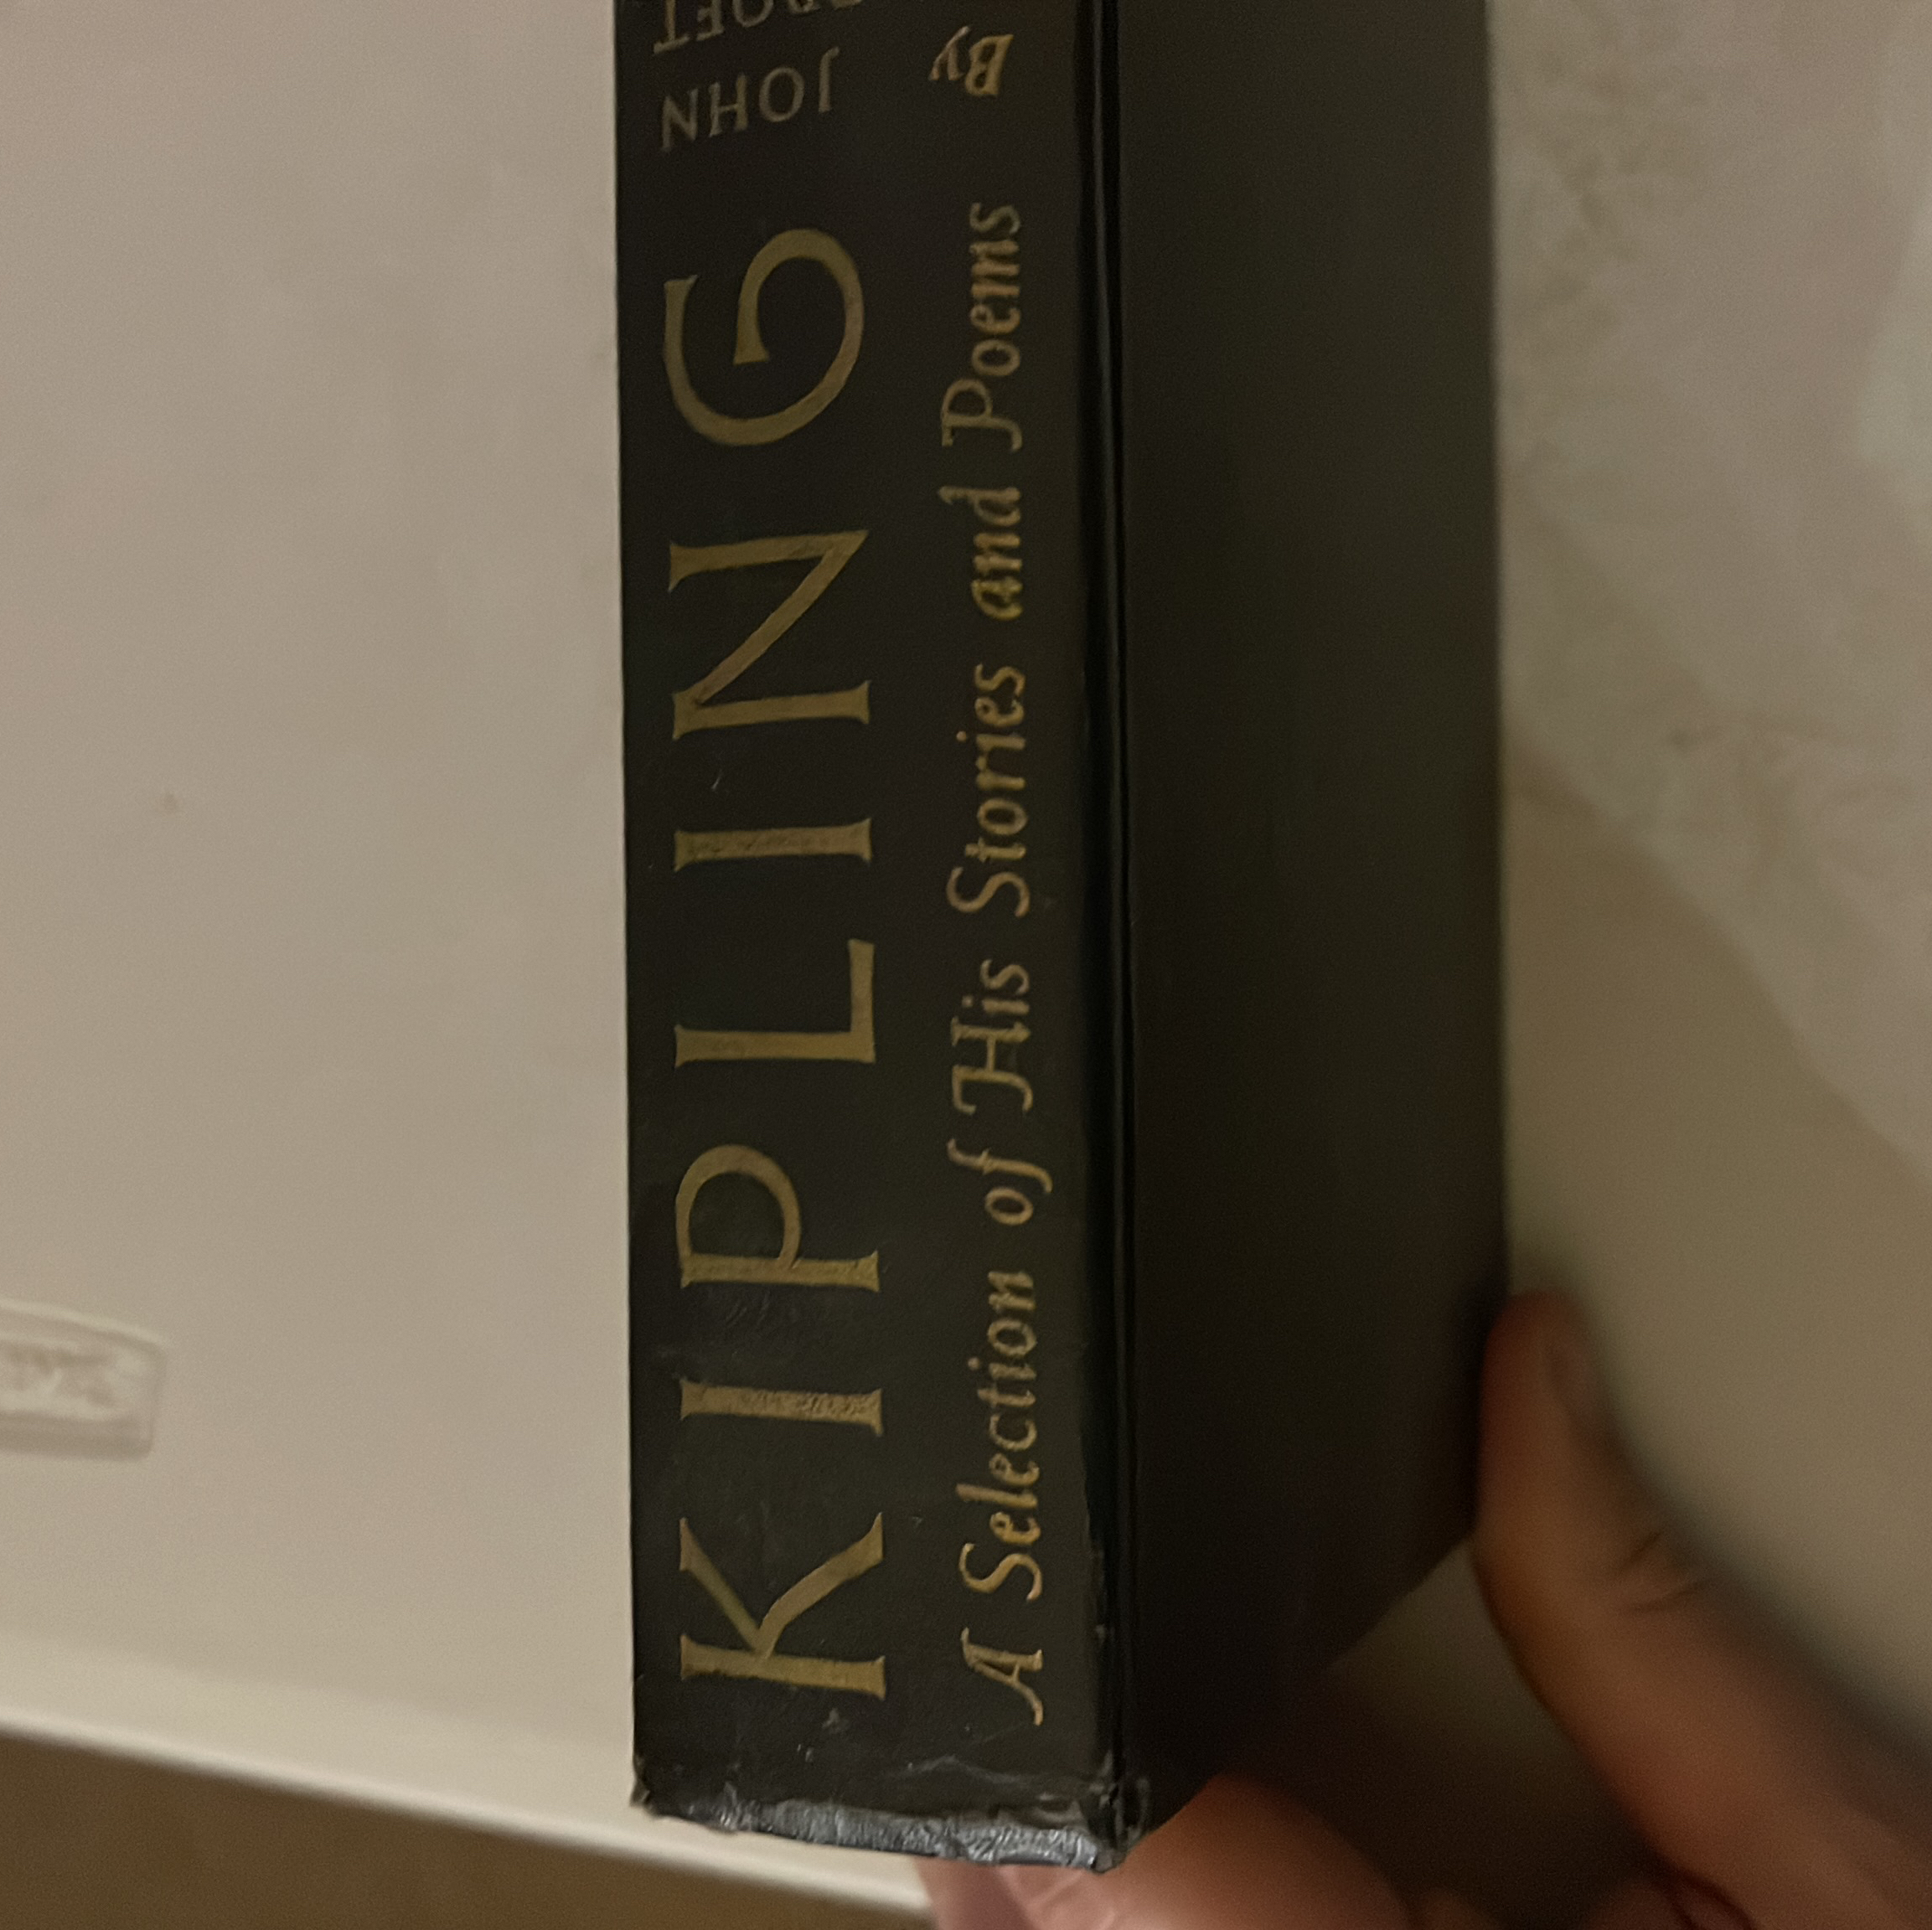 KIPLING
A Selection of His Stories and Poems
By
JOHN